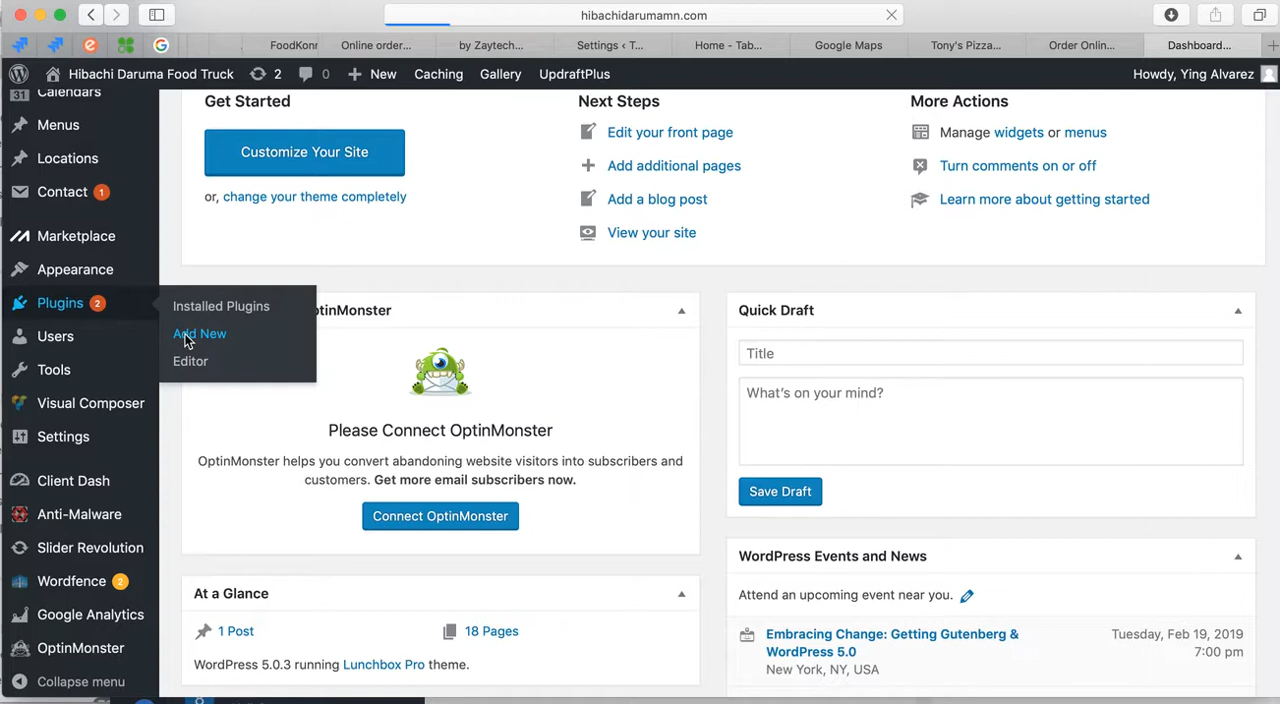 hibachidarumamn.com
FoodKonn
Online order...
by Zaytech...
Settings ‹ T...
Home - Tab...
Google Maps
Tony's Pizza...
Order Onlin...
Dashboard...
Hibachi Daruma Food Truck
2
0
New
Caching
Gallery
UpdraftPlus
Howdy, Ying Alvarez
31
Calendars
Menus
Locations
Contact 1
Marketplace
Appearance
Plugins 2
Users
Tools
Visual Composer
Settings
Client Dash
Anti-Malware
Slider Revolution
Wordfence 2
Google Analytics
OptinMonster
Collapse menu
Installed Plugins
Add New
Editor
Get Started
Customize Your Site
or, change your theme completely
Next Steps
Edit your front page
Add additional pages
Add a blog post
View your site
More Actions
Manage widgets or menus
Turn comments on or off
Learn more about getting started
ptinMonster
Please Connect OptinMonster
OptinMonster helps you convert abandoning website visitors into subscribers and
customers. Get more email subscribers now.
Connect OptinMonster
At a Glance
1 Post
18 Pages
WordPress 5.0.3 running Lunchbox Pro theme.
Quick Draft
Title
What's on your mind?
Save Draft
WordPress Events and News
Attend an upcoming event near you.
Embracing Change: Getting Gutenberg &
WordPress 5.0
New York, NY, USA
Tuesday, Feb 19, 2019
7:00 pm